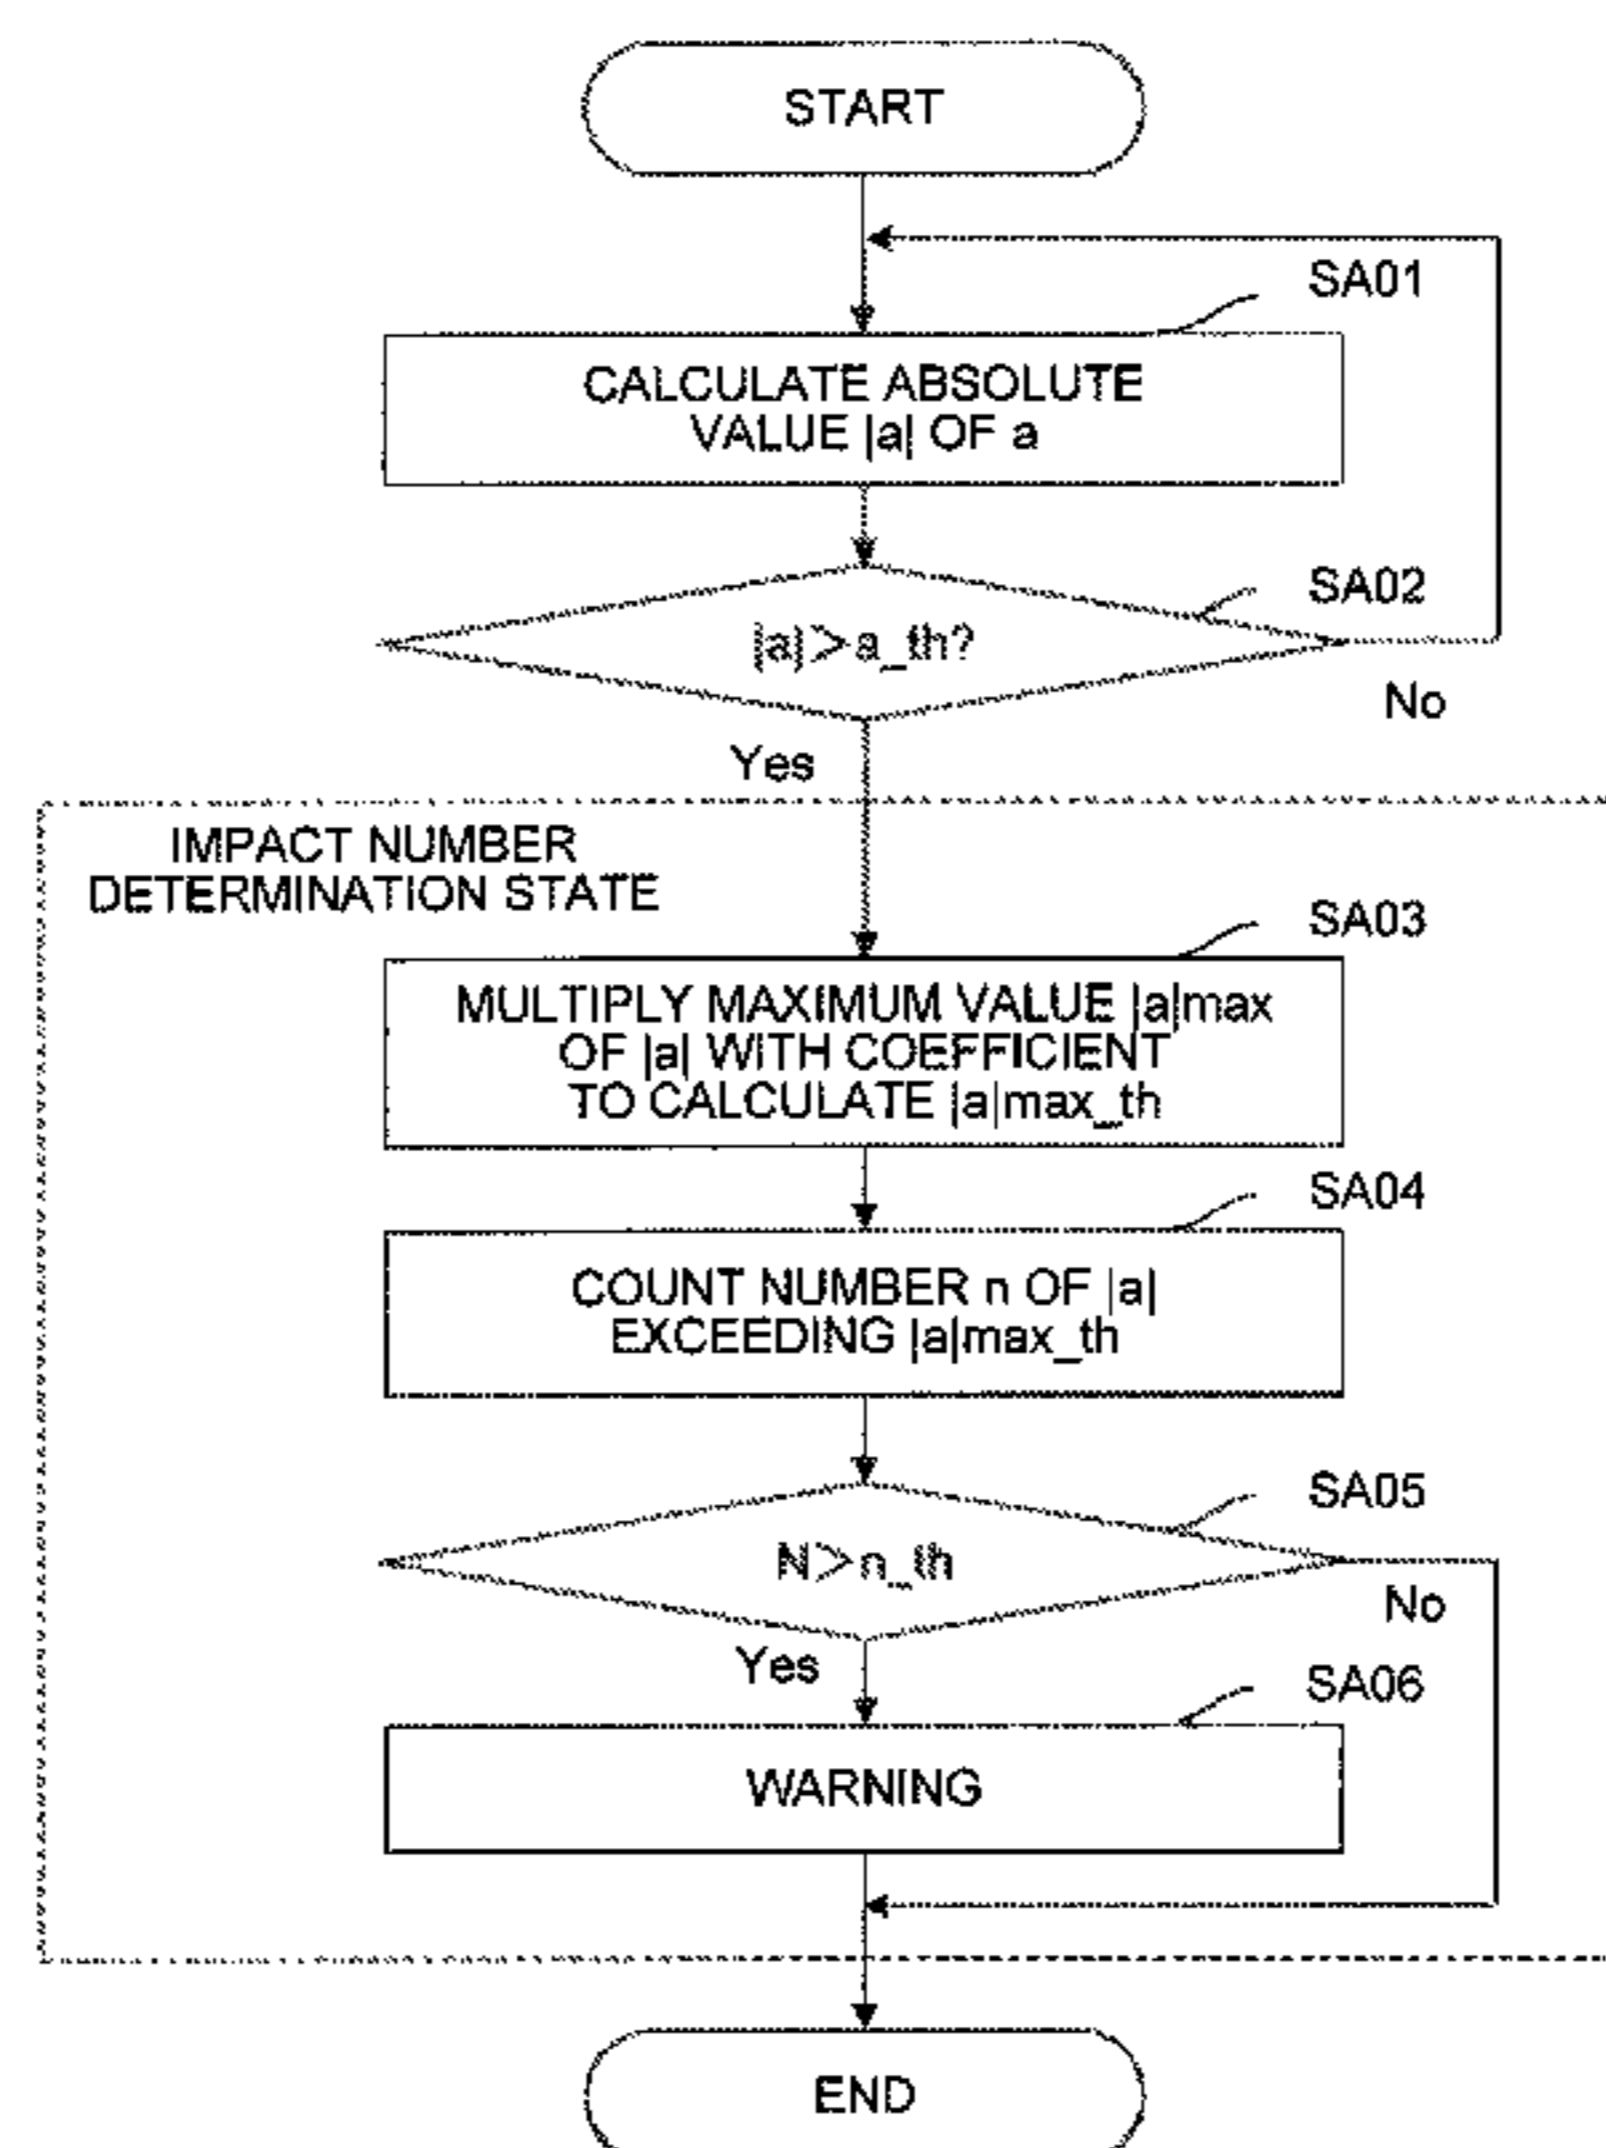 START
SA01
CALCULATE ABSOLUTE
VALUE |a| OF a
SA02
|a|>a_th?
No
Yes
IMPACT NUMBER
DETERMINATION STATE
SA03
MULTIPLY MAXIMUM VALUE |a|max
OF |a| WITH COEFFICIENT
TO CALCULATE |a|max_th
SA04
COUNT NUMBER n OF |a|
EXCEEDING |a|max_th
SA05
N>n_th
No
Yes
SA06
WARNING
END